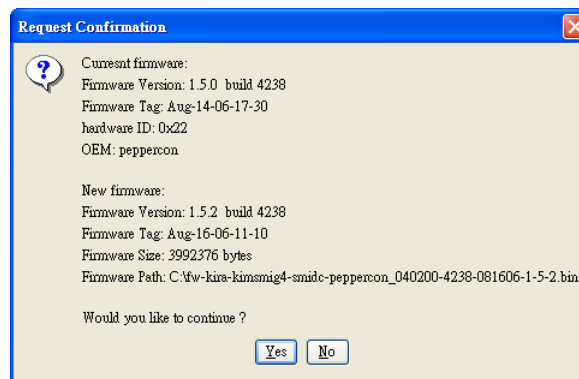 Request Confirmation
Curresnt firmware:
Firmware Version: 1.5.0 build 4238
Firmware Tag: Aug-14-06-17-30
hardware ID: 0x22
OEM: peppercon
New firmware:
Firmware Version: 1.5.2 build 4238
Firmware Tag: Aug-16-06-11-10
Firmware Size: 3992376 bytes
Firmware Path: C:\fw-kira-kimsmig4-smidc-peppercon_040200-4238-081606-1-5-2.bin
Would you like to continue ?
Yes No